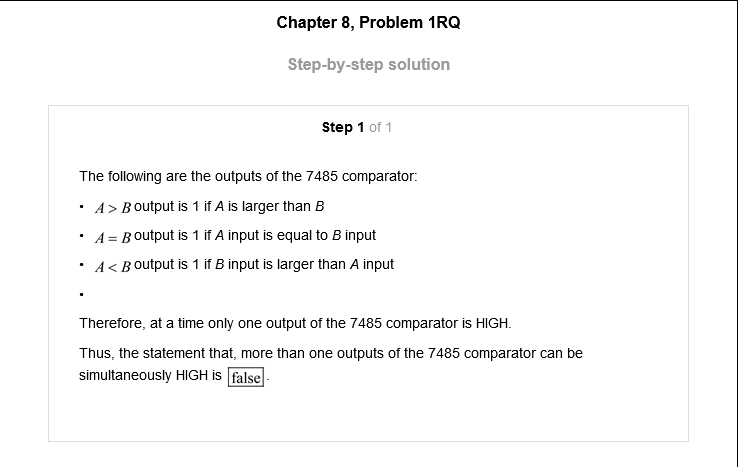 Chapter 8, Problem 1RQ
Step-by-step solution
Step 1 of 1
The following are the outputs of the 7485 comparator:
• A > B output is 1 if A is larger than B
• A = B output is 1 if A input is equal to B input
• A < B output is 1 if B input is larger than A input
•
Therefore, at a time only one output of the 7485 comparator is HIGH.
Thus, the statement that, more than one outputs of the 7485 comparator can be
simultaneously HIGH is false.